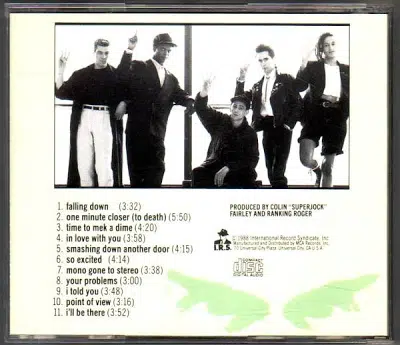 1. falling down (3:32)
2. one minute closer (to death) (5:50)
3. time to mek a dime (4:20)
4. in love with you (3:58)
5. smashing down another door (4:15)
6. so excited (4:14)
7. mono gone to stereo (3:38)
8. your problems (3:00)
9. i told you (3:48)
10. point of view (3:16)
11. i'll be there (3:52)
PRODUCED BY COLIN "SUPERJOCK"
FAIRLEY AND RANKING ROGER
I.R.S.
© 1988 International Record Syndicate, Inc.
Manufactured and Distributed by MCA Records, Inc.
70 Universal City Plaza, Universal City, CA U.S.A.
COMPACT
disc
DIGITAL AUDIO